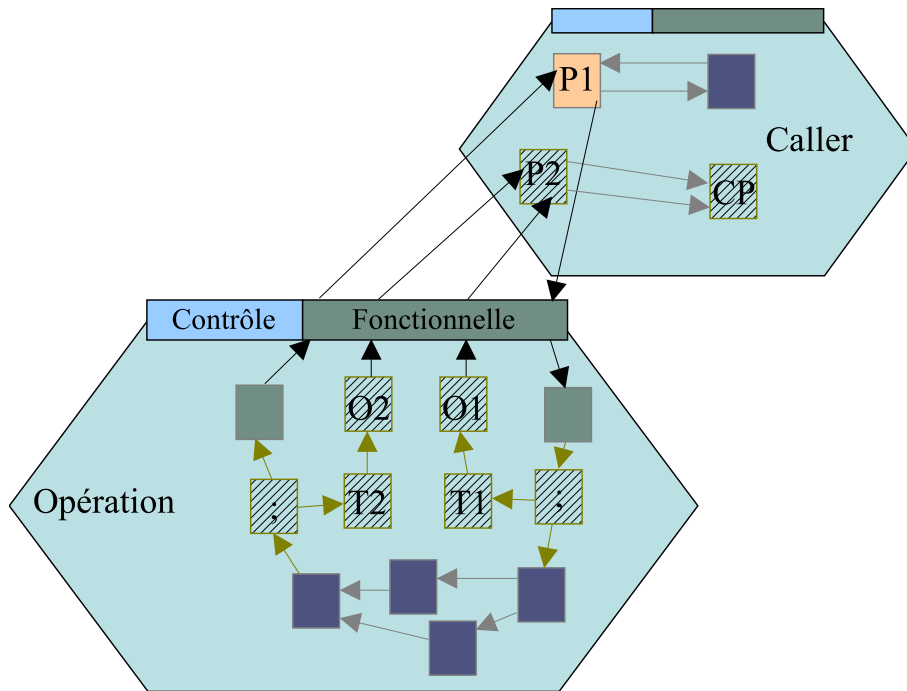 P1
Caller
P2
CP
Contrôle
Fonctionnelle
O2
O1
Opération
;
T2
T1
;